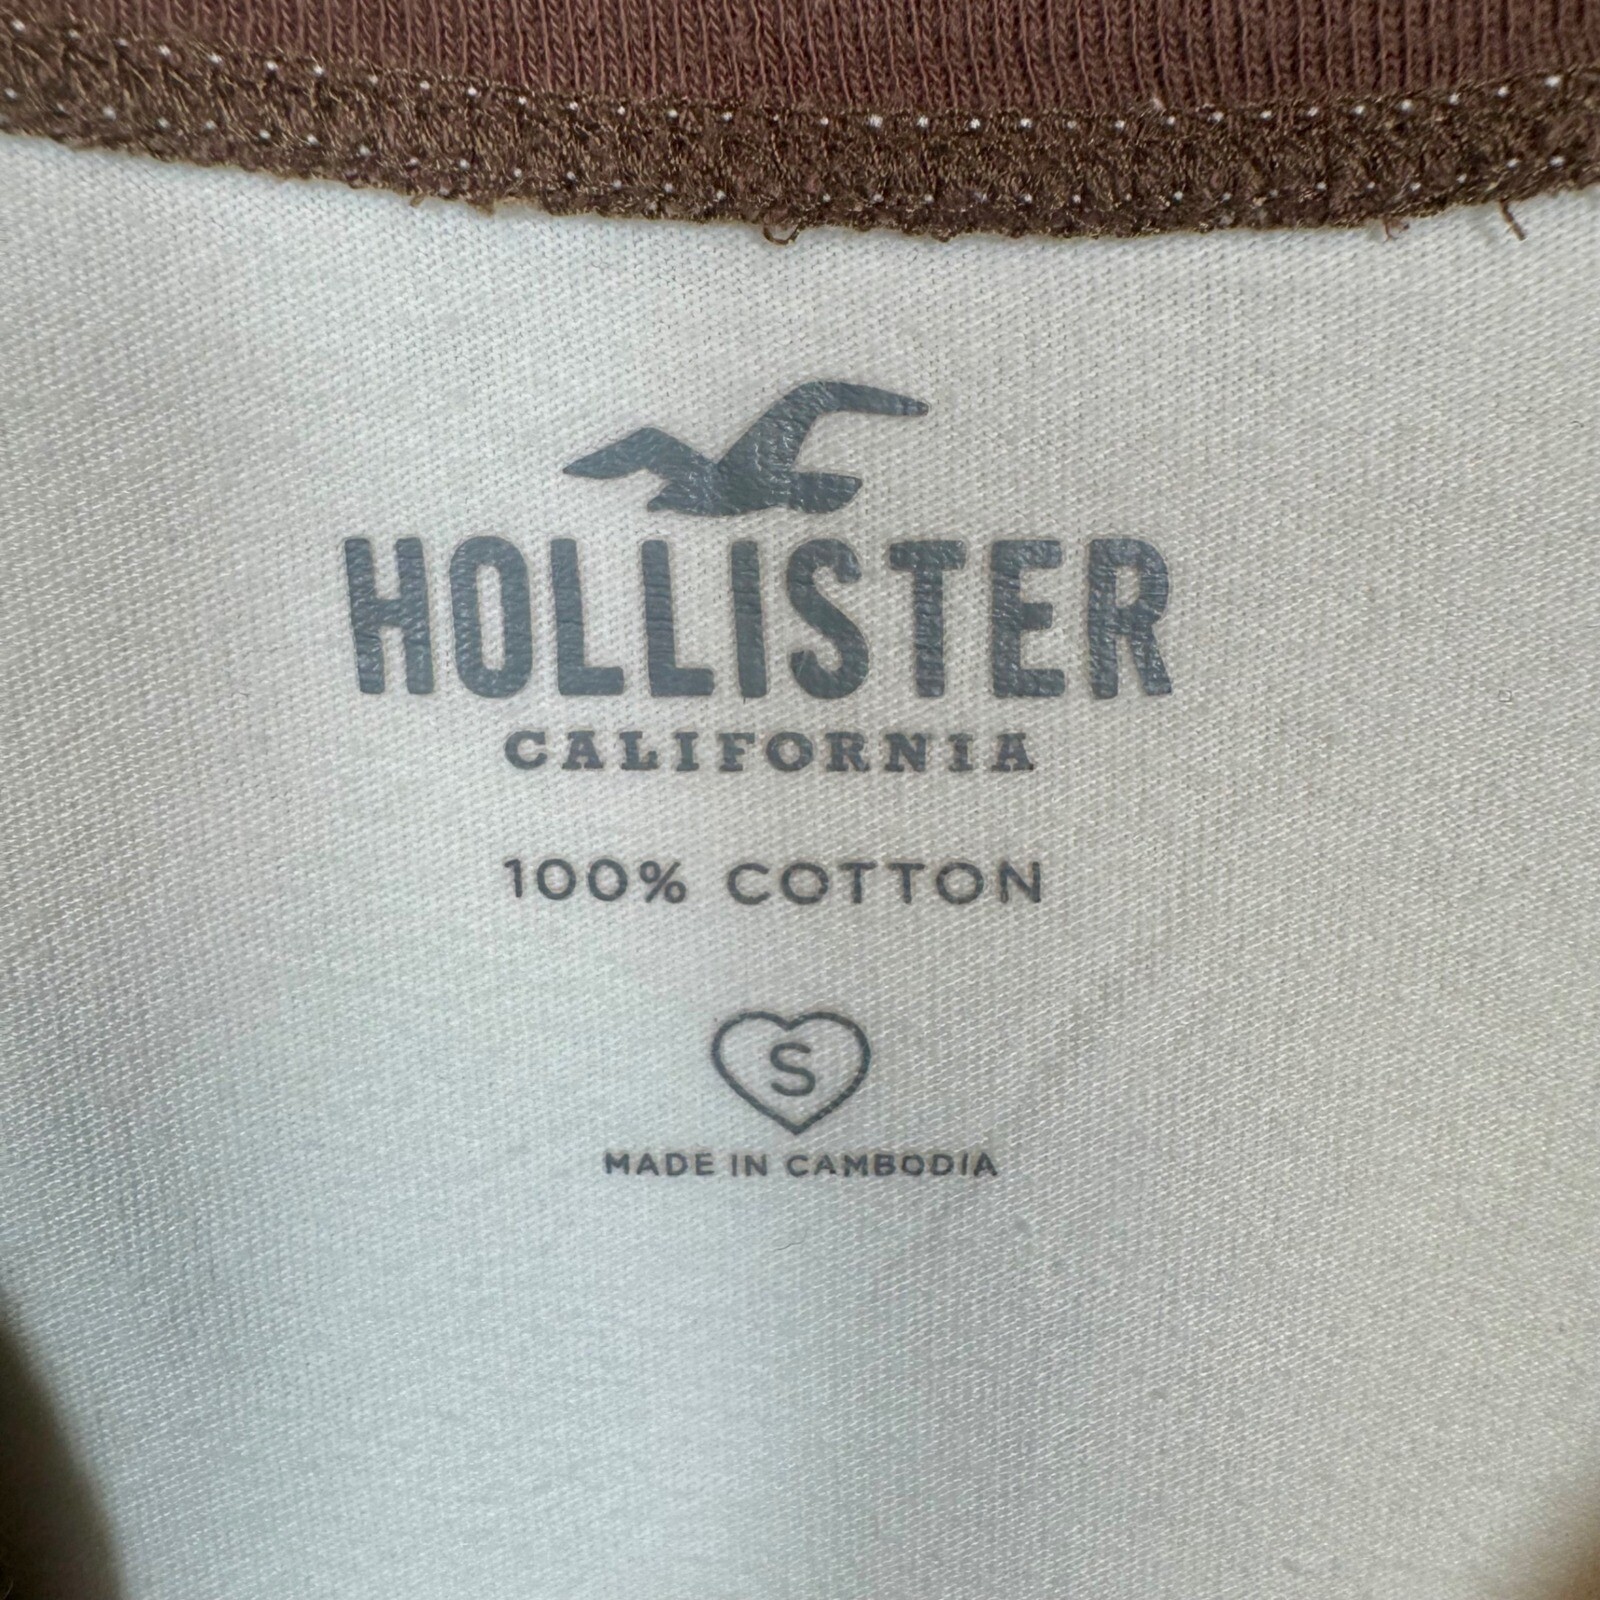 HOLLISTER
CALIFORNIA
100% COTTON
S
MADE IN CAMBODIA